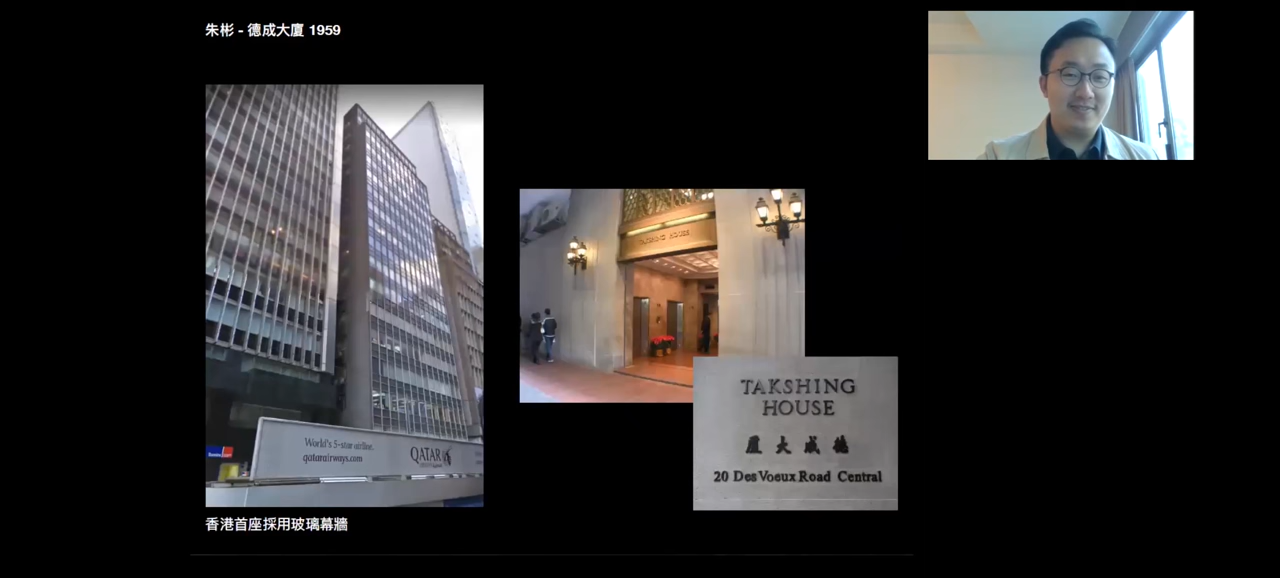 朱彬 - 德成大廈 1959
World's 5-star airline.
qatarairways.com
QATAR
TAKSHING HOUSE
TAKSHING
HOUSE
廈大成德
20 Des Voeux Road Central
香港首座採用玻璃幕牆